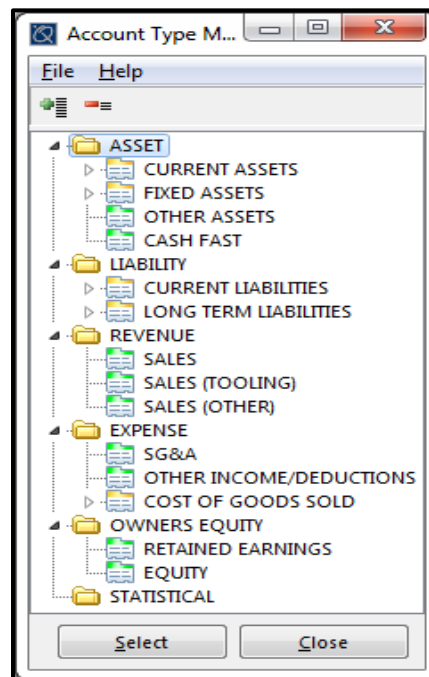 Account Type M...
File Help
ASSET
CURRENT ASSETS
FIXED ASSETS
OTHER ASSETS
CASH FAST
LIABILITY
CURRENT LIABILITIES
LONG TERM LIABILITIES
REVENUE
SALES
SALES (TOOLING)
SALES (OTHER)
EXPENSE
SG&A
OTHER INCOME/DEDUCTIONS
COST OF GOODS SOLD
OWNERS EQUITY
RETAINED EARNINGS
EQUITY
STATISTICAL
Select Close